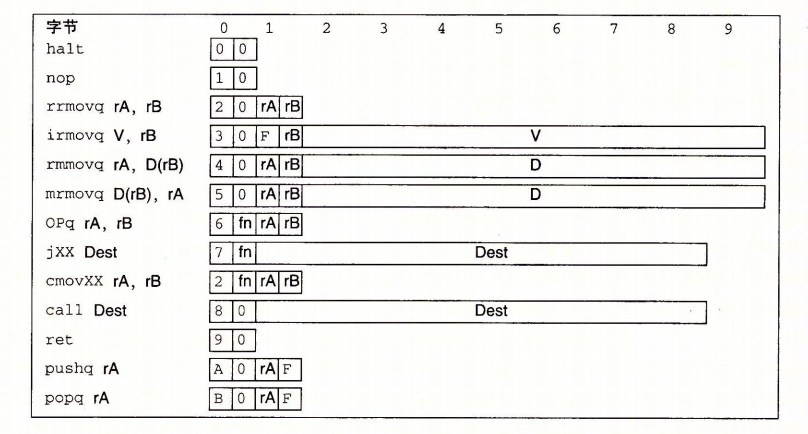 字节 0 1 2 3 4 5 6 7 8 9
halt 0 0
nop 1 0
rrmovq rA, rB 2 0 rA rB
irmovq V, rB 3 0 F rB V
rmmovq rA, D(rB) 4 0 rA rB D
mrmovq D(rB), rA 5 0 rA rB D
OPq rA, rB 6 fn rA rB
jXX Dest 7 fn Dest
cmovXX rA, rB 2 fn rA rB
call Dest 8 0 Dest
ret 9 0
pushq rA A 0 rA F
popq rA B 0 rA F